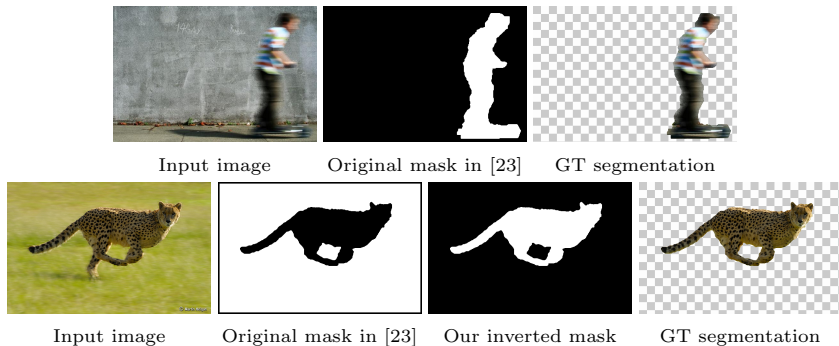 Input image
Original mask in [23]
GT segmentation
Input image
Original mask in [23]
Our inverted mask
GT segmentation